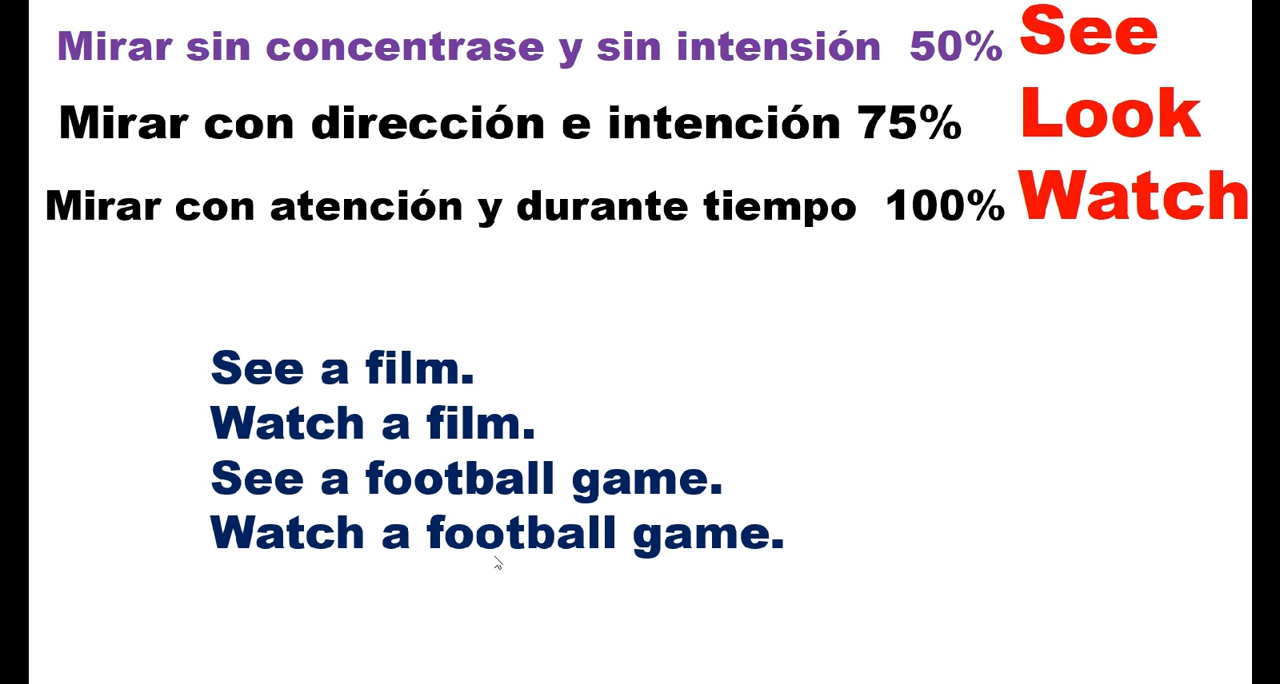 Mirar sin concentrase y sin intensión 50% See
Mirar con dirección e intención 75% Look
Mirar con atención y durante tiempo 100% Watch
See a film.
Watch a film.
See a football game.
Watch a football game.